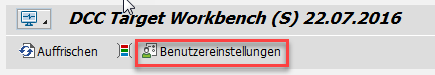 DCC Target Workbench (S) 22.07.2016
Auffrischen Benutzereinstellungen